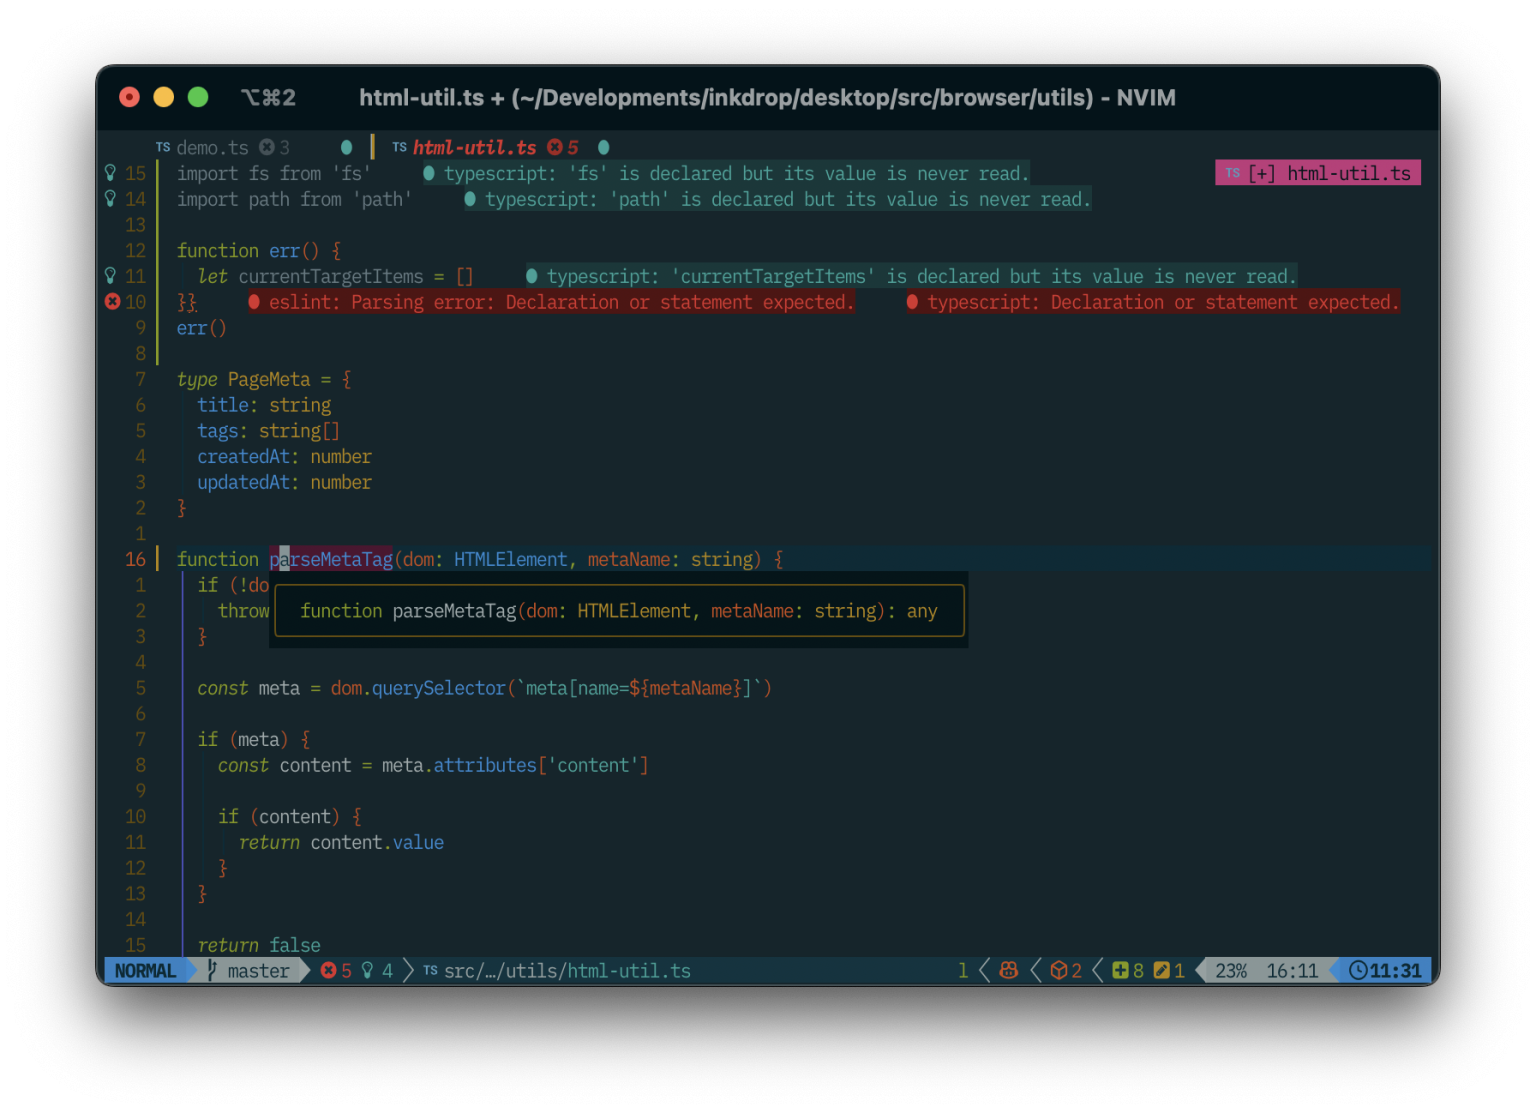 ⌥⌘2 html-util.ts + (~/Developments/inkdrop/desktop/src/browser/utils) - NVIM
TS demo.ts 3 TS html-util.ts 5
15 import fs from 'fs' typescript: 'fs' is declared but its value is never read. TS [+] html-util.ts
14 import path from 'path' typescript: 'path' is declared but its value is never read.
13
12 function err() {
11 let currentTargetItems = [] typescript: 'currentTargetItems' is declared but its value is never read.
10 }} eslint: Parsing error: Declaration or statement expected. typescript: Declaration or statement expected.
9 err()
8
7 type PageMeta = {
6 title: string
5 tags: string[]
4 createdAt: number
3 updatedAt: number
2 }
1
16 function parseMetaTag(dom: HTMLElement, metaName: string) {
1 if (!do
2 throw function parseMetaTag(dom: HTMLElement, metaName: string): any
3 }
4
5 const meta = dom.querySelector(`meta[name=${metaName}]`)
6
7 if (meta) {
8 const content = meta.attributes['content']
9
10 if (content) {
11 return content.value
12 }
13 }
14
15 return false
NORMAL master 5 4 TS src/…/utils/html-util.ts l 2 8 1 23% 16:11 11:31